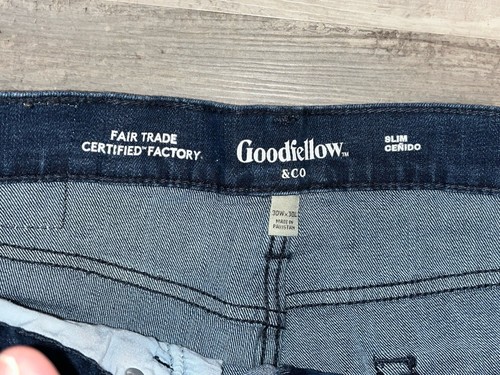 FAIR TRADE
CERTIFIED™ FACTORY
Goodfellow™
& CO
SLIM
CEÑIDO
30W x 30L
MADE IN
PAKISTAN